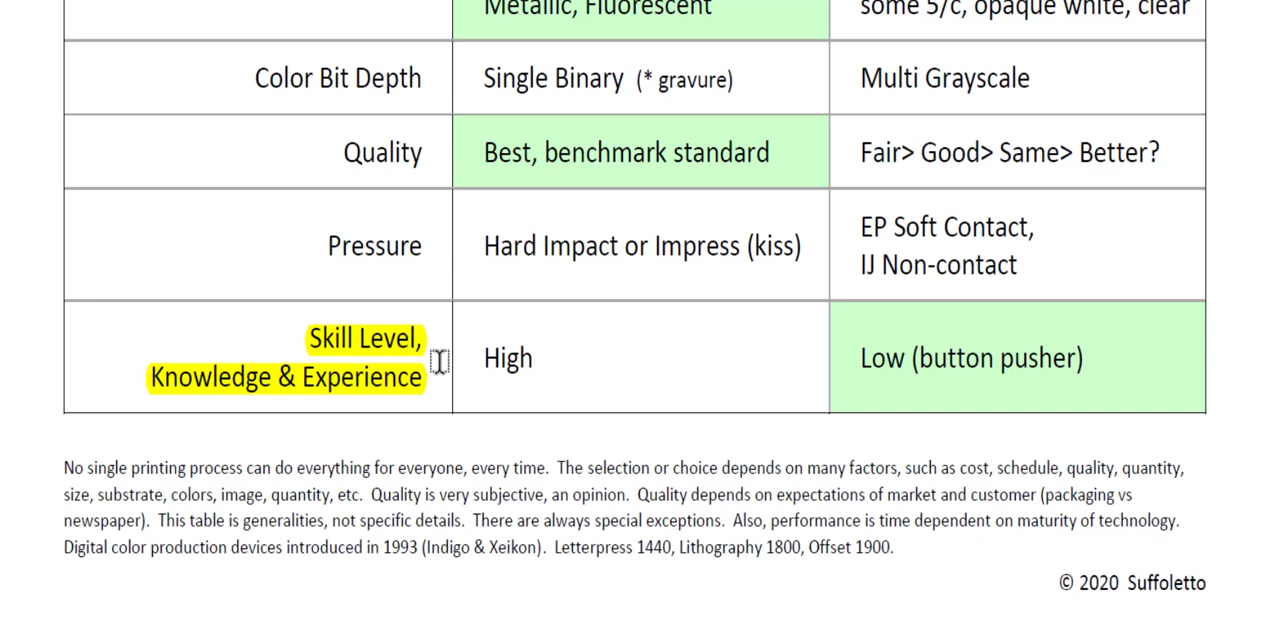 Metallic, Fluorescent
some 5/c, opaque white, clear
Color Bit Depth
Single Binary (* gravure)
Multi Grayscale
Quality
Best, benchmark standard
Fair> Good> Same> Better?
Pressure
Hard Impact or Impress (kiss)
EP Soft Contact,
IJ Non-contact
Skill Level,
Knowledge & Experience
High
Low (button pusher)
No single printing process can do everything for everyone, every time. The selection or choice depends on many factors, such as cost, schedule, quality, quantity,
size, substrate, colors, image, quantity, etc. Quality is very subjective, an opinion. Quality depends on expectations of market and customer (packaging vs
newspaper). This table is generalities, not specific details. There are always special exceptions. Also, performance is time dependent on maturity of technology.
Digital color production devices introduced in 1993 (Indigo & Xeikon). Letterpress 1440, Lithography 1800, Offset 1900.
© 2020 Suffoletto